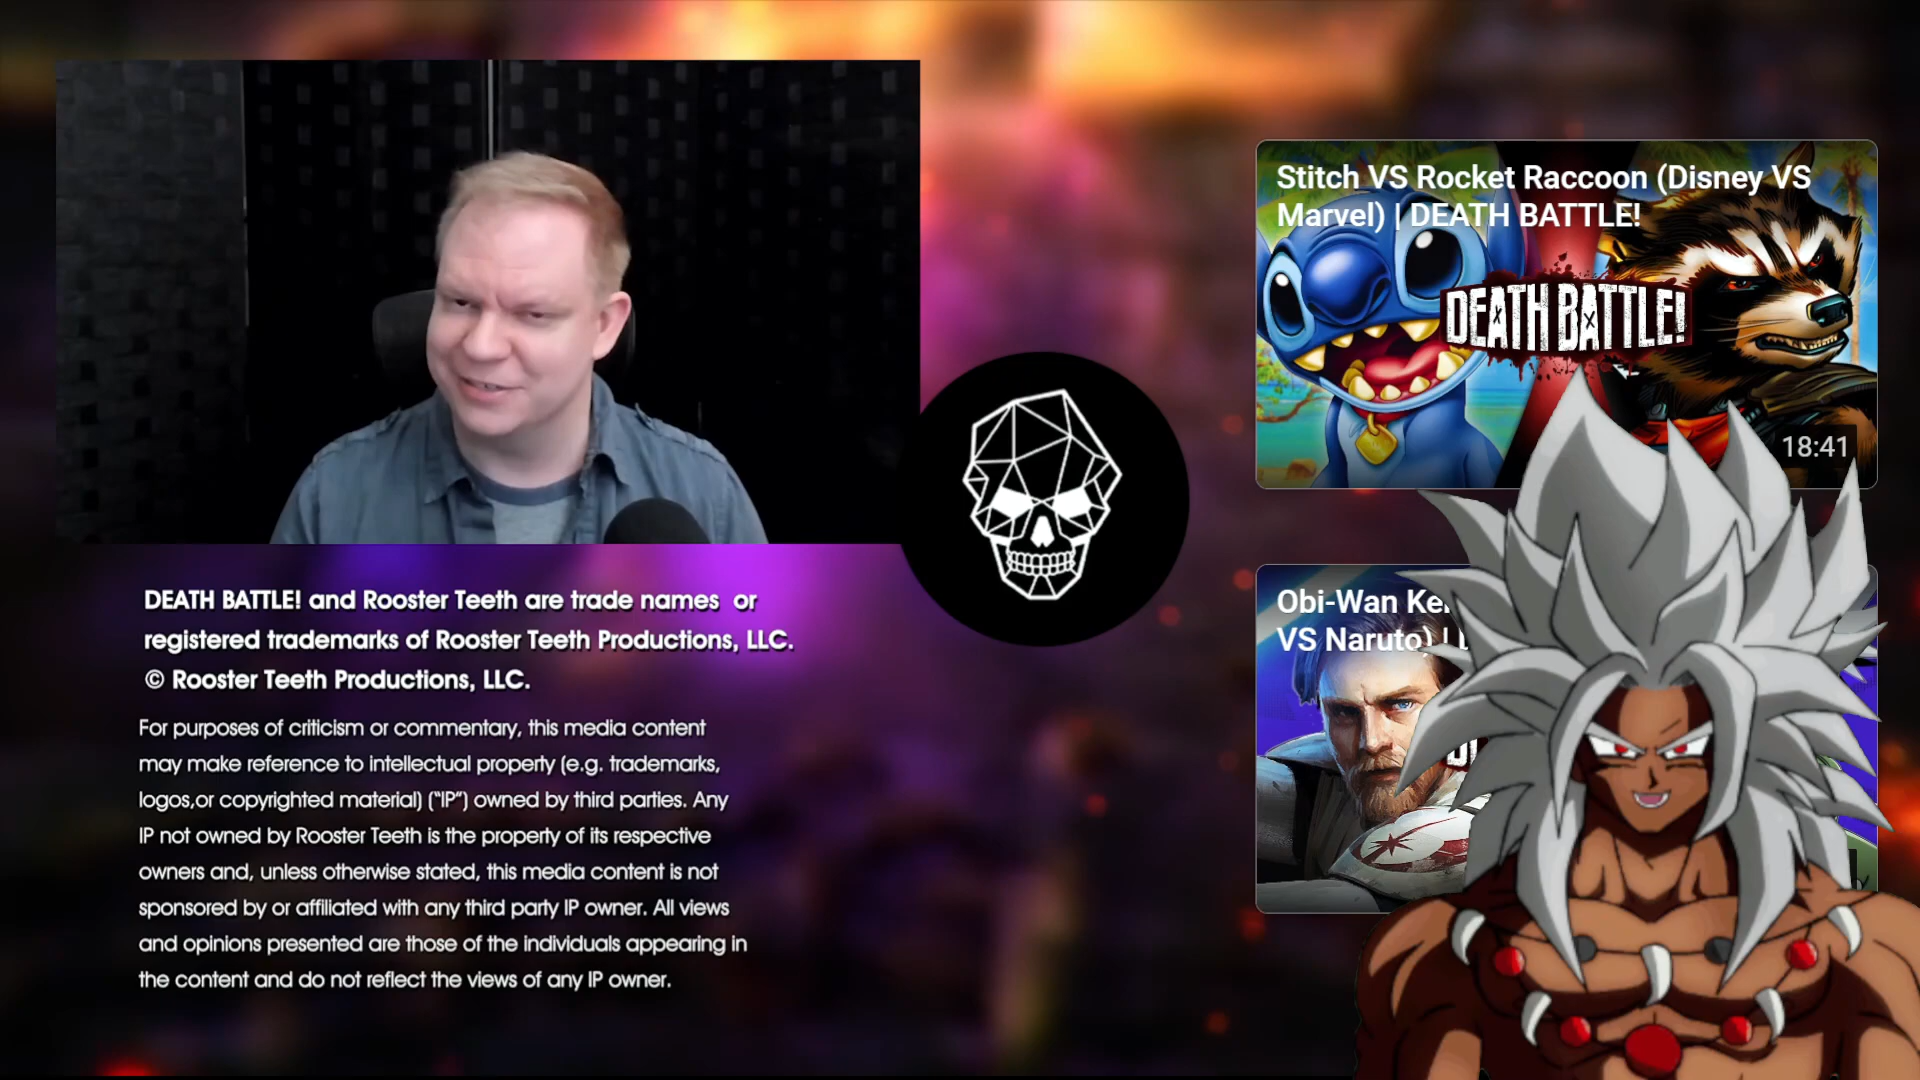 Stitch VS Rocket Raccoon (Disney VS
Marvel) | DEATH BATTLE!
DEATH BATTLE!
18:41
DEATH BATTLE! and Rooster Teeth are trade names or
registered trademarks of Rooster Teeth Productions, LLC.
© Rooster Teeth Productions, LLC.
For purposes of criticism or commentary, this media content
may make reference to intellectual property (e.g. trademarks,
logos,or copyrighted material) (“IP”) owned by third parties. Any
IP not owned by Rooster Teeth is the property of its respective
owners and, unless otherwise stated, this media content is not
sponsored by or affiliated with any third party IP owner. All views
and opinions presented are those of the individuals appearing in
the content and do not reflect the views of any IP owner.
Obi-Wan
VS Naruto) |